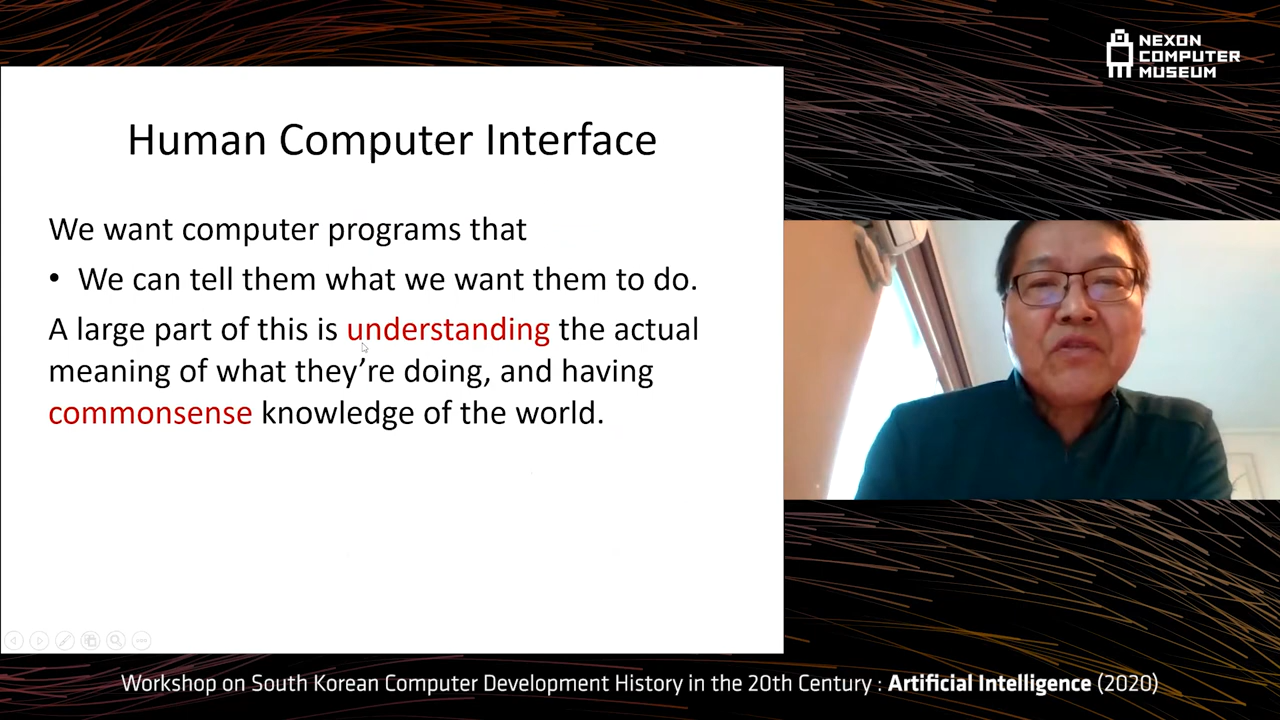 NEXON
COMPUTER
MUSEUM
Human Computer Interface
We want computer programs that
• We can tell them what we want them to do.
A large part of this is understanding the actual
meaning of what they’re doing, and having
commonsense knowledge of the world.
Workshop on South Korean Computer Development History in the 20th Century : Artificial Intelligence (2020)